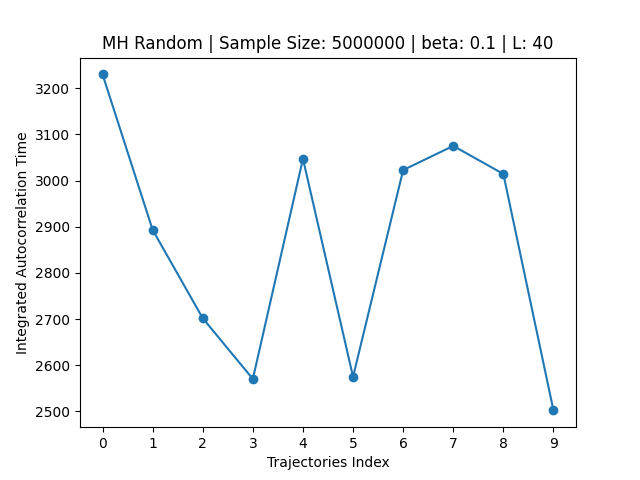 MH Random | Sample Size: 5000000 | beta: 0.1 | L: 40
Integrated Autocorrelation Time
3200
3100
3000
2900
2800
2700
2600
2500
0 1 2 3 4 5 6 7 8 9
Trajectories Index